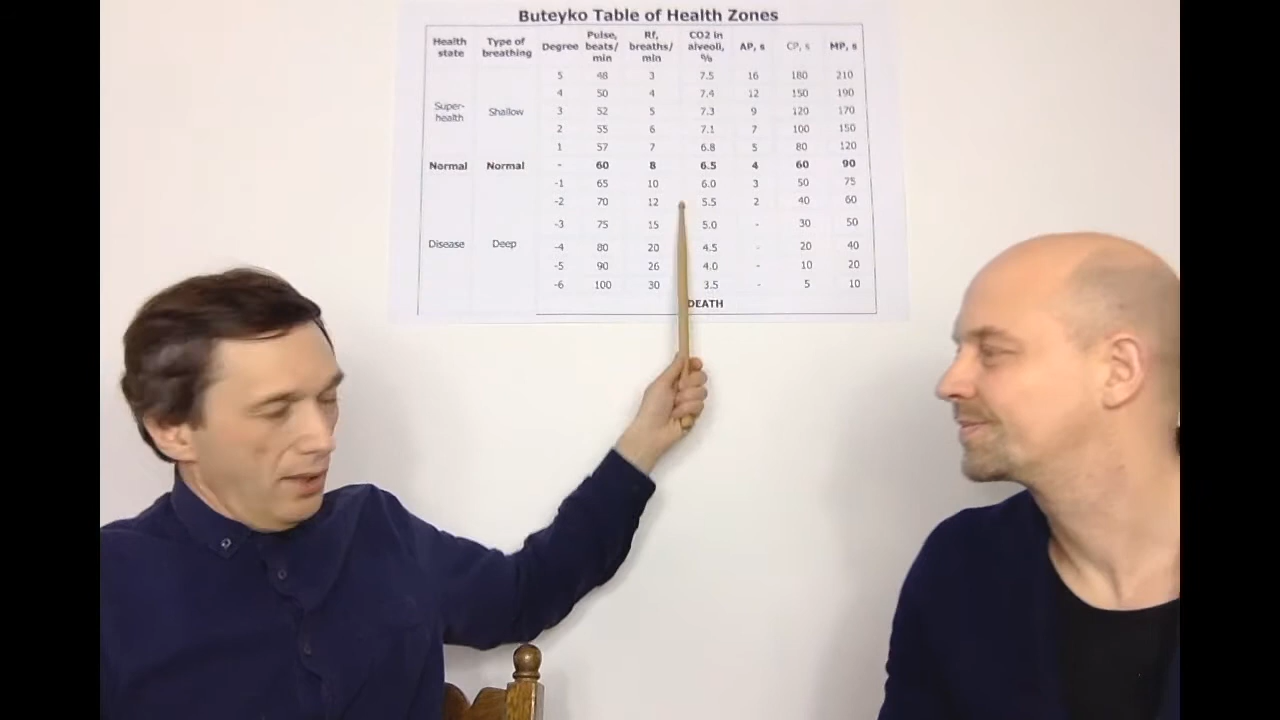 Buteyko Table of Health Zones
Health state Type of breathing Degree Pulse, beats/ min Rf, breaths/ min CO2 in alveoli, % AP, s CP, s MP, s
5 48 3 7.5 16 180 210
4 50 4 7.4 12 150 190
Super-health Shallow 3 52 5 7.3 9 120 170
2 55 6 7.1 7 100 150
1 57 7 6.8 5 80 120
Normal Normal - 60 8 6.5 4 60 90
-1 65 10 6.0 3 50 75
-2 70 12 5.5 2 40 60
-3 75 15 5.0 - 30 50
Disease Deep -4 80 20 4.5 - 20 40
-5 90 26 4.0 - 10 20
-6 100 30 3.5 - 5 10
DEATH